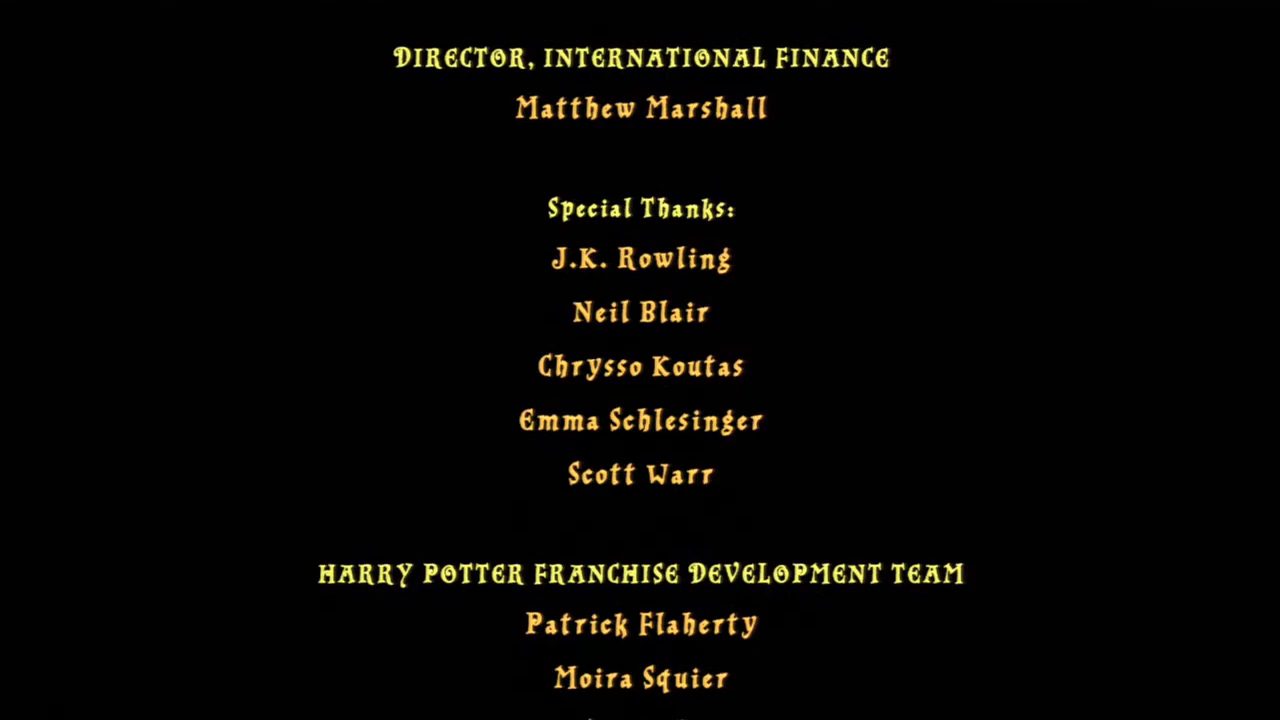 DIRECTOR, INTERNATIONAL FINANCE
Matthew Marshall
Special Thanks:
J.K. Rowling
Neil Blair
Chrysso Koutas
Emma Schlesinger
Scott Warr
HARRY POTTER FRANCHISE DEVELOPMENT TEAM
Patrick Flaherty
Moira Squier